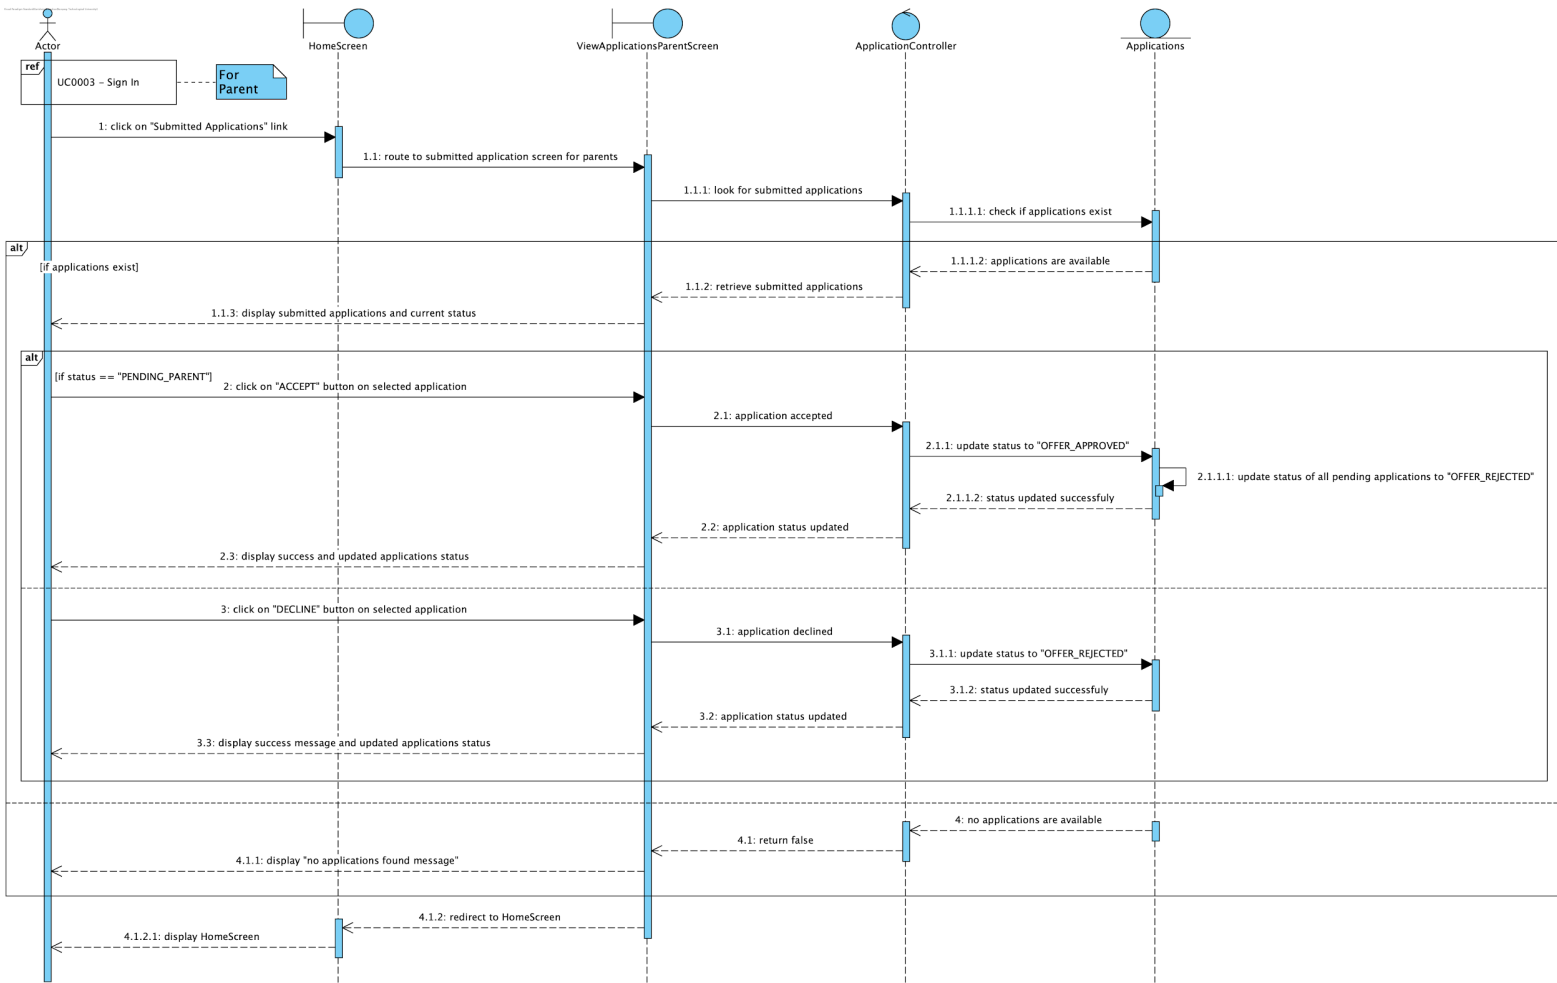 Actor
HomeScreen
ViewApplicationsParentScreen
ApplicationController
Applications
ref
UC0003 - Sign In
For
Parent
1: click on "Submitted Applications" link
1.1: route to submitted application screen for parents
1.1.1: look for submitted applications
1.1.1.1: check if applications exist
alt
[if applications exist]
1.1.1.2: applications are available
1.1.2: retrieve submitted applications
1.1.3: display submitted applications and current status
alt
[if status == "PENDING_PARENT"]
2: click on "ACCEPT" button on selected application
2.1: application accepted
2.1.1: update status to "OFFER_APPROVED"
2.1.1.1: update status of all pending applications to "OFFER_REJECTED"
2.1.1.2: status updated successfuly
2.2: application status updated
2.3: display success and updated applications status
3: click on "DECLINE" button on selected application
3.1: application declined
3.1.1: update status to "OFFER_REJECTED"
3.1.2: status updated successfuly
3.2: application status updated
3.3: display success message and updated applications status
4: no applications are available
4.1: return false
4.1.1: display "no applications found message"
4.1.2: redirect to HomeScreen
4.1.2.1: display HomeScreen